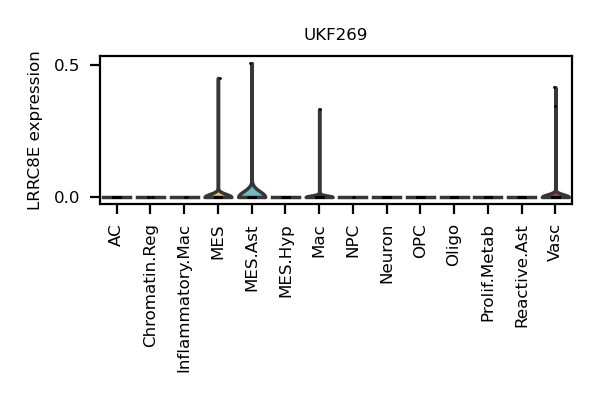 UKF269
LRRC8E expression
0.5
0.0
AC
Chromatin.Reg
Inflammatory.Mac
MES
MES.Ast
MES.Hyp
Mac
NPC
Neuron
OPC
Oligo
Prolif.Metab
Reactive.Ast
Vasc